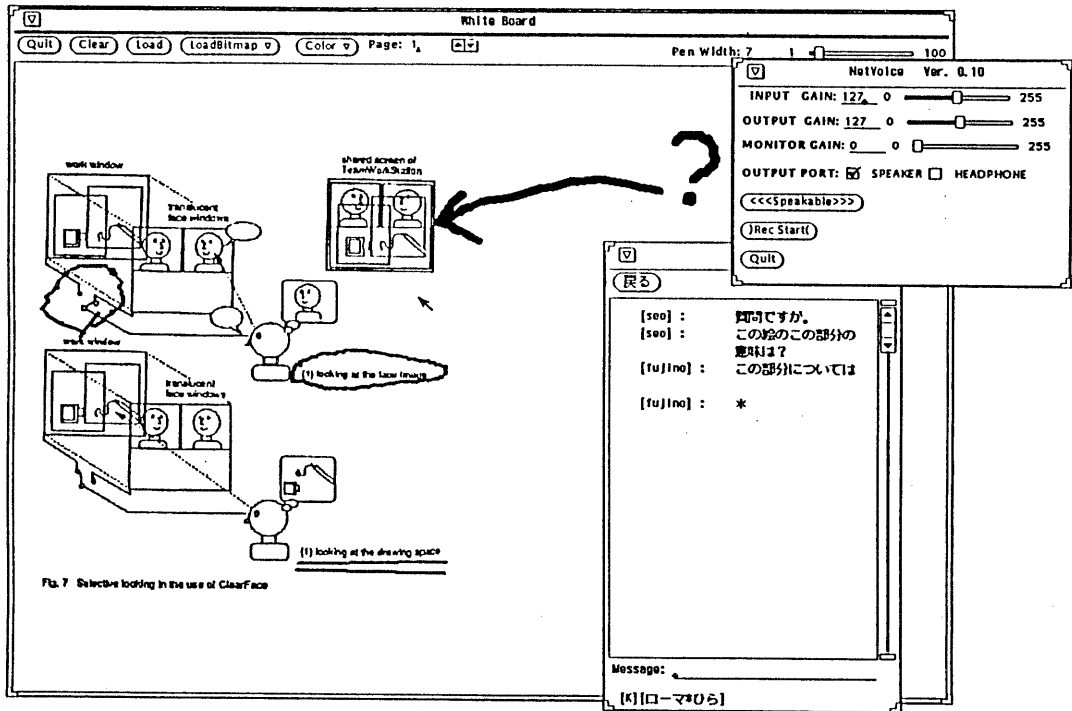 White Board
Quit Clear Load LoadBitmap Color Page: 1
Pen Width: 7 1 100
NetVoice Ver. 0.10
INPUT GAIN: 127 0 255
OUTPUT GAIN: 127 0 255
MONITOR GAIN: 0 0 255
OUTPUT PORT: SPEAKER HEADPHONE
<<<Speakable>>>
)Rec Start(
Quit
?
work window
translucent
face windows
shared screen of
TeamWorkStation
(1) looking at the face image
work window
translucent
face windows
(1) looking at the drawing space
Fig. 7 Selective looking in the use of ClearFace
戻る
[seo] : 質問ですが。
[seo] : この絵のこの部分の
意味は?
[fujino] : この部分については
[fujino] : *
Message:
[K][ローマ*ひら]